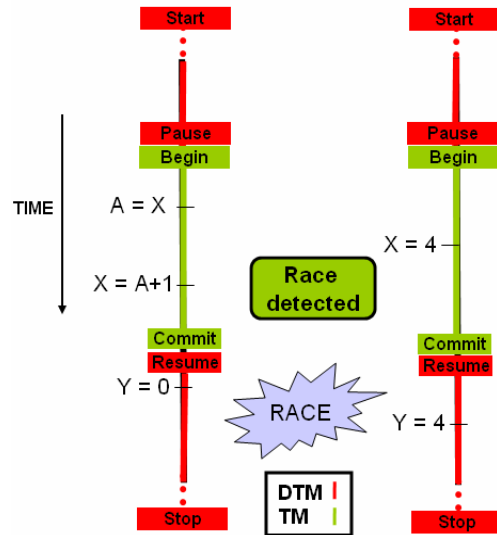 Start
Start
Pause
Pause
Begin
Begin
TIME
A = X
X = 4
X = A+1
Race
detected
Commit
Commit
Resume
Resume
Y = 0
RACE
Y = 4
DTM
TM
Stop
Stop